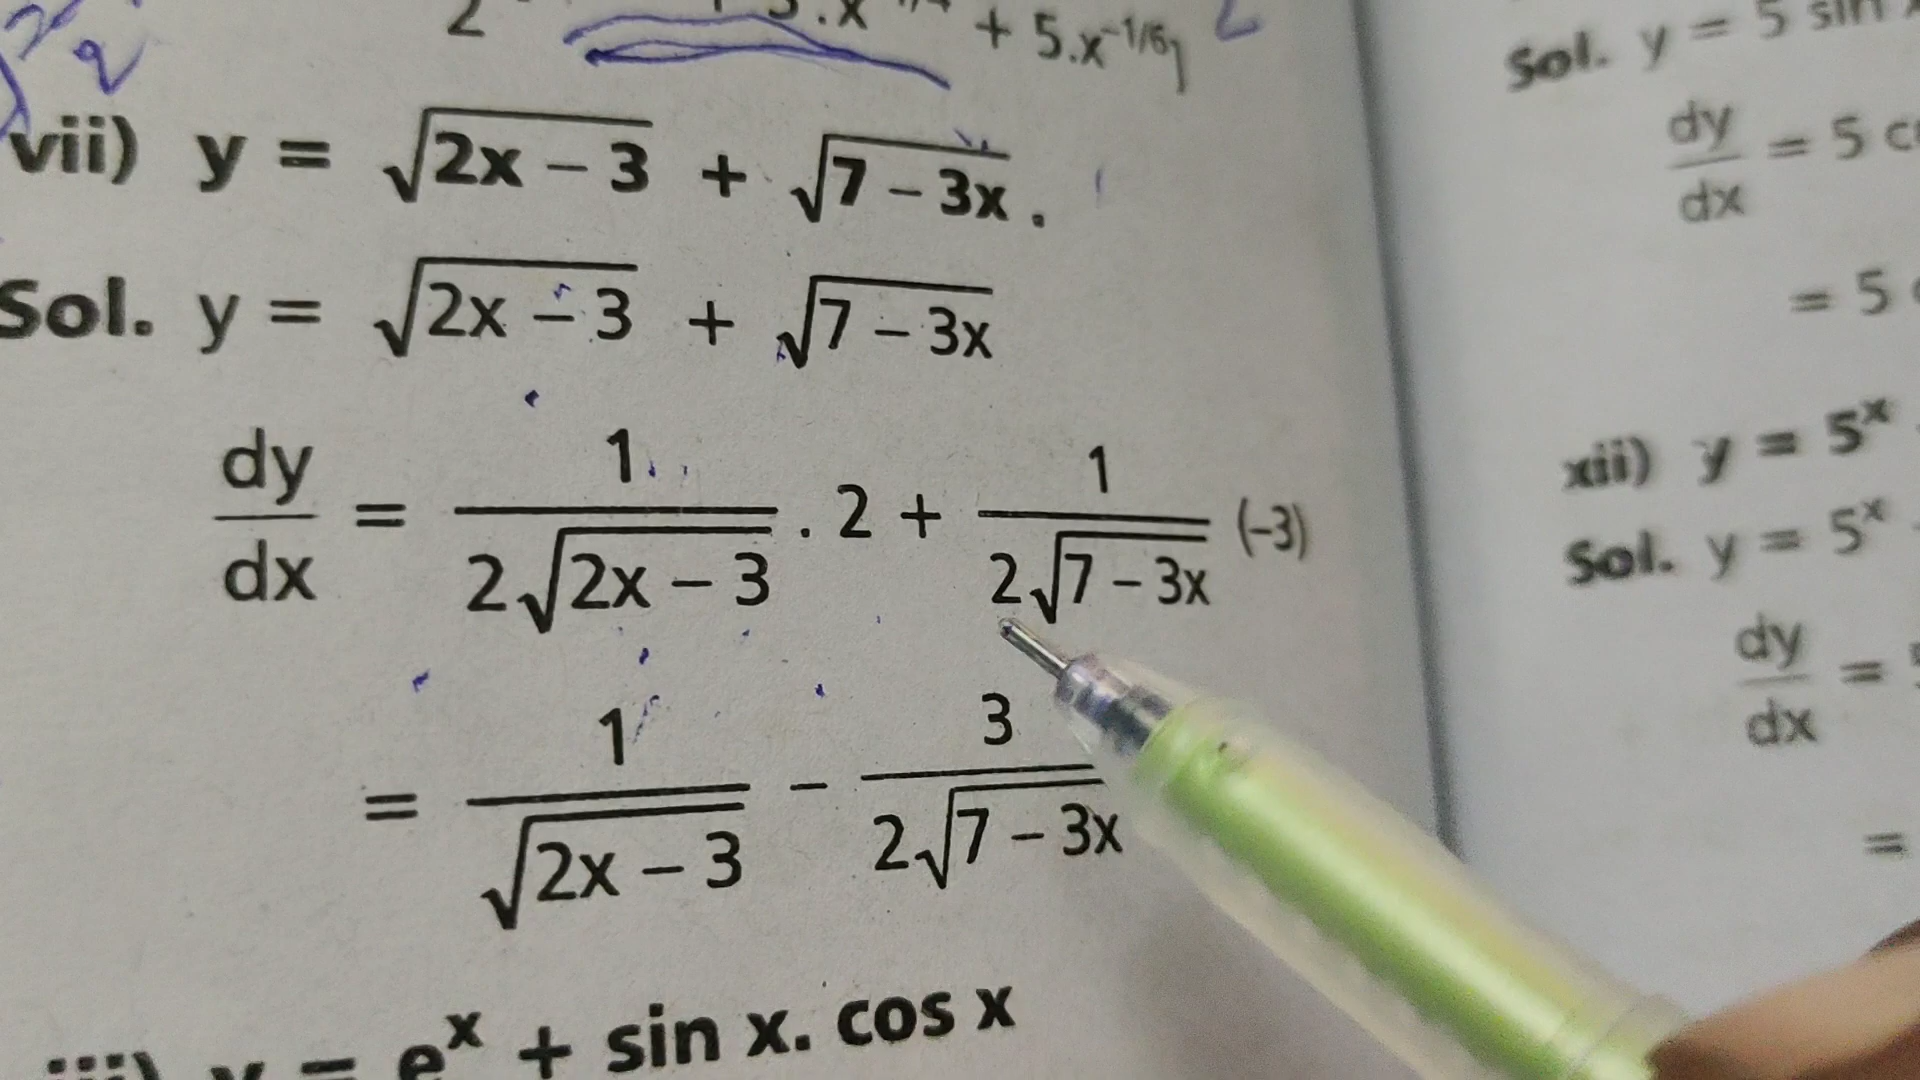 + 5.x^{-1/6}
vii) y = √(2x − 3) + √(7 − 3x).
Sol. y = √(2x − 3) + √(7 − 3x)
dy/dx = 1/(2√(2x − 3)) . 2 + 1/(2√(7 − 3x)) (−3)
= 1/√(2x − 3) − 3/(2√(7 − 3x))
y = e^x + sin x. cos x
Sol. y = 5 sin
dy/dx = 5
= 5
xii) y = 5^x
Sol. y = 5^x
dy/dx =
=